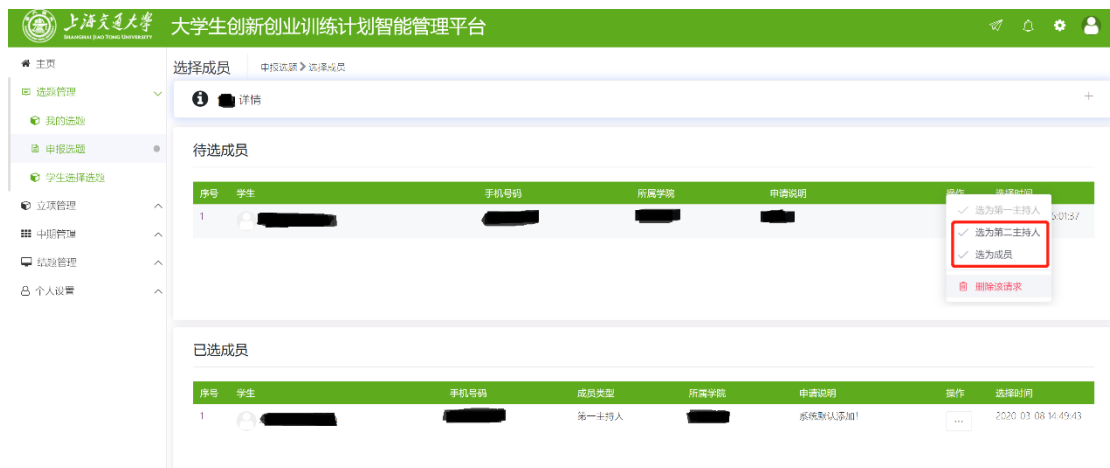 上海交通大學 大学生创新创业训练计划智能管理平台
SHANGHAI JIAO TONG UNIVERSITY
主页
选题管理
我的选题
申报选题
学生选择选题
立项管理
中期管理
结题管理
个人设置
选择成员 申报选题 > 选择成员
详情
待选成员
序号 学生 手机号码 所属学院 申请说明 操作 选择时间
1 5:01:37
选为第一主持人
选为第二主持人
选为成员
删除该请求
已选成员
序号 学生 手机号码 成员类型 所属学院 申请说明 操作 选择时间
1 第一主持人 系统默认添加! ... 2020-03-08 14:49:43